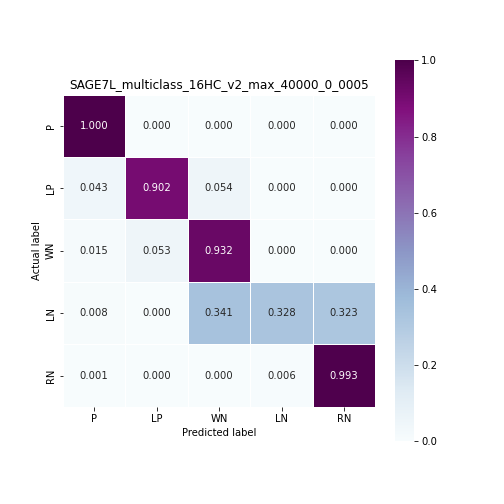 SAGE7L_multiclass_16HC_v2_max_40000_0_0005
1.0
P 1.000 0.000 0.000 0.000 0.000
0.8
LP 0.043 0.902 0.054 0.000 0.000
0.6
Actual label
WN 0.015 0.053 0.932 0.000 0.000
0.4
LN 0.008 0.000 0.341 0.328 0.323
0.2
RN 0.001 0.000 0.000 0.006 0.993
0.0
P LP WN LN RN
Predicted label